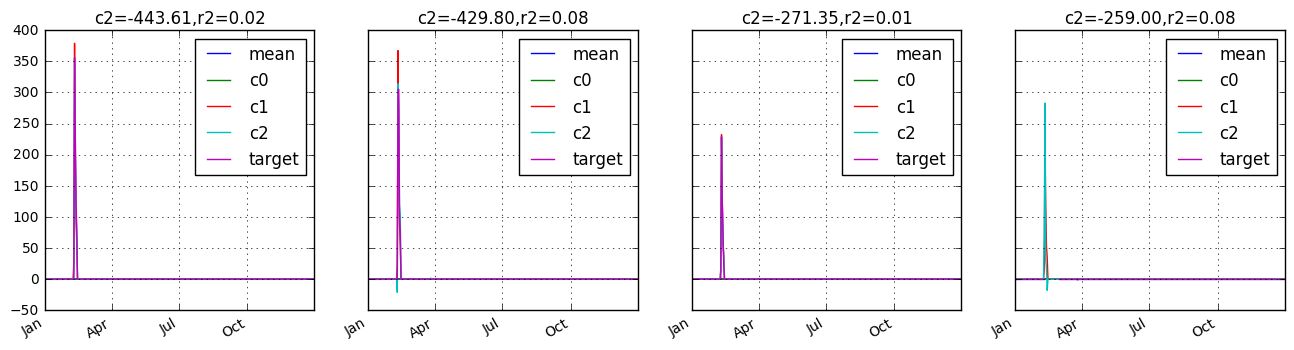 c2=-443.61,r2=0.02
c2=-429.80,r2=0.08
c2=-271.35,r2=0.01
c2=-259.00,r2=0.08
400
350
300
250
200
150
100
50
0
−50
mean
c0
c1
c2
target
mean
c0
c1
c2
target
mean
c0
c1
c2
target
mean
c0
c1
c2
target
Jan
Apr
Jul
Oct
Jan
Apr
Jul
Oct
Jan
Apr
Jul
Oct
Jan
Apr
Jul
Oct